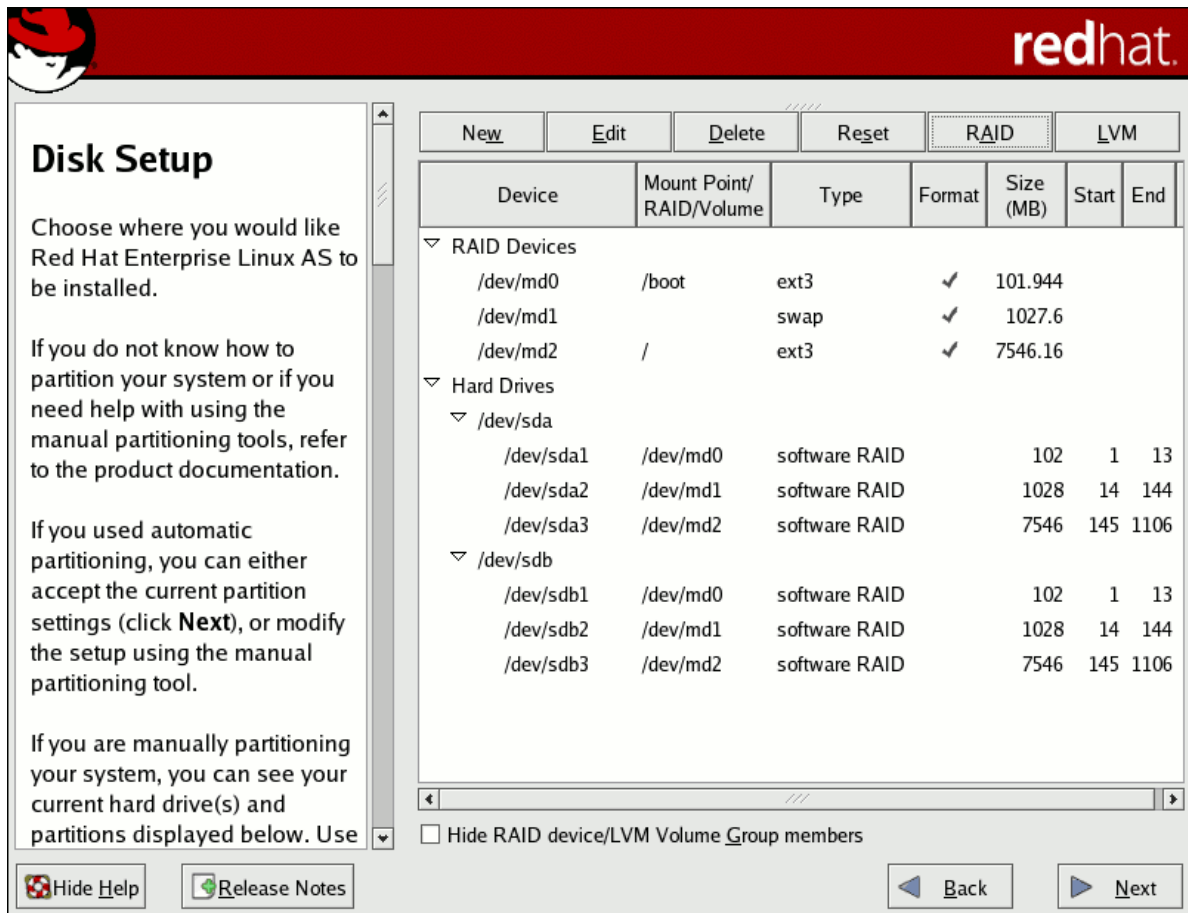 redhat.
Disk Setup
Choose where you would like
Red Hat Enterprise Linux AS to
be installed.
If you do not know how to
partition your system or if you
need help with using the
manual partitioning tools, refer
to the product documentation.
If you used automatic
partitioning, you can either
accept the current partition
settings (click Next), or modify
the setup using the manual
partitioning tool.
If you are manually partitioning
your system, you can see your
current hard drive(s) and
partitions displayed below. Use
New Edit Delete Reset RAID LVM
Device Mount Point/ RAID/Volume Type Format Size (MB) Start End
RAID Devices
/dev/md0 /boot ext3 ✓ 101.944
/dev/md1 swap ✓ 1027.6
/dev/md2 / ext3 ✓ 7546.16
Hard Drives
/dev/sda
/dev/sda1 /dev/md0 software RAID 102 1 13
/dev/sda2 /dev/md1 software RAID 1028 14 144
/dev/sda3 /dev/md2 software RAID 7546 145 1106
/dev/sdb
/dev/sdb1 /dev/md0 software RAID 102 1 13
/dev/sdb2 /dev/md1 software RAID 1028 14 144
/dev/sdb3 /dev/md2 software RAID 7546 145 1106
Hide RAID device/LVM Volume Group members
Hide Help Release Notes Back Next